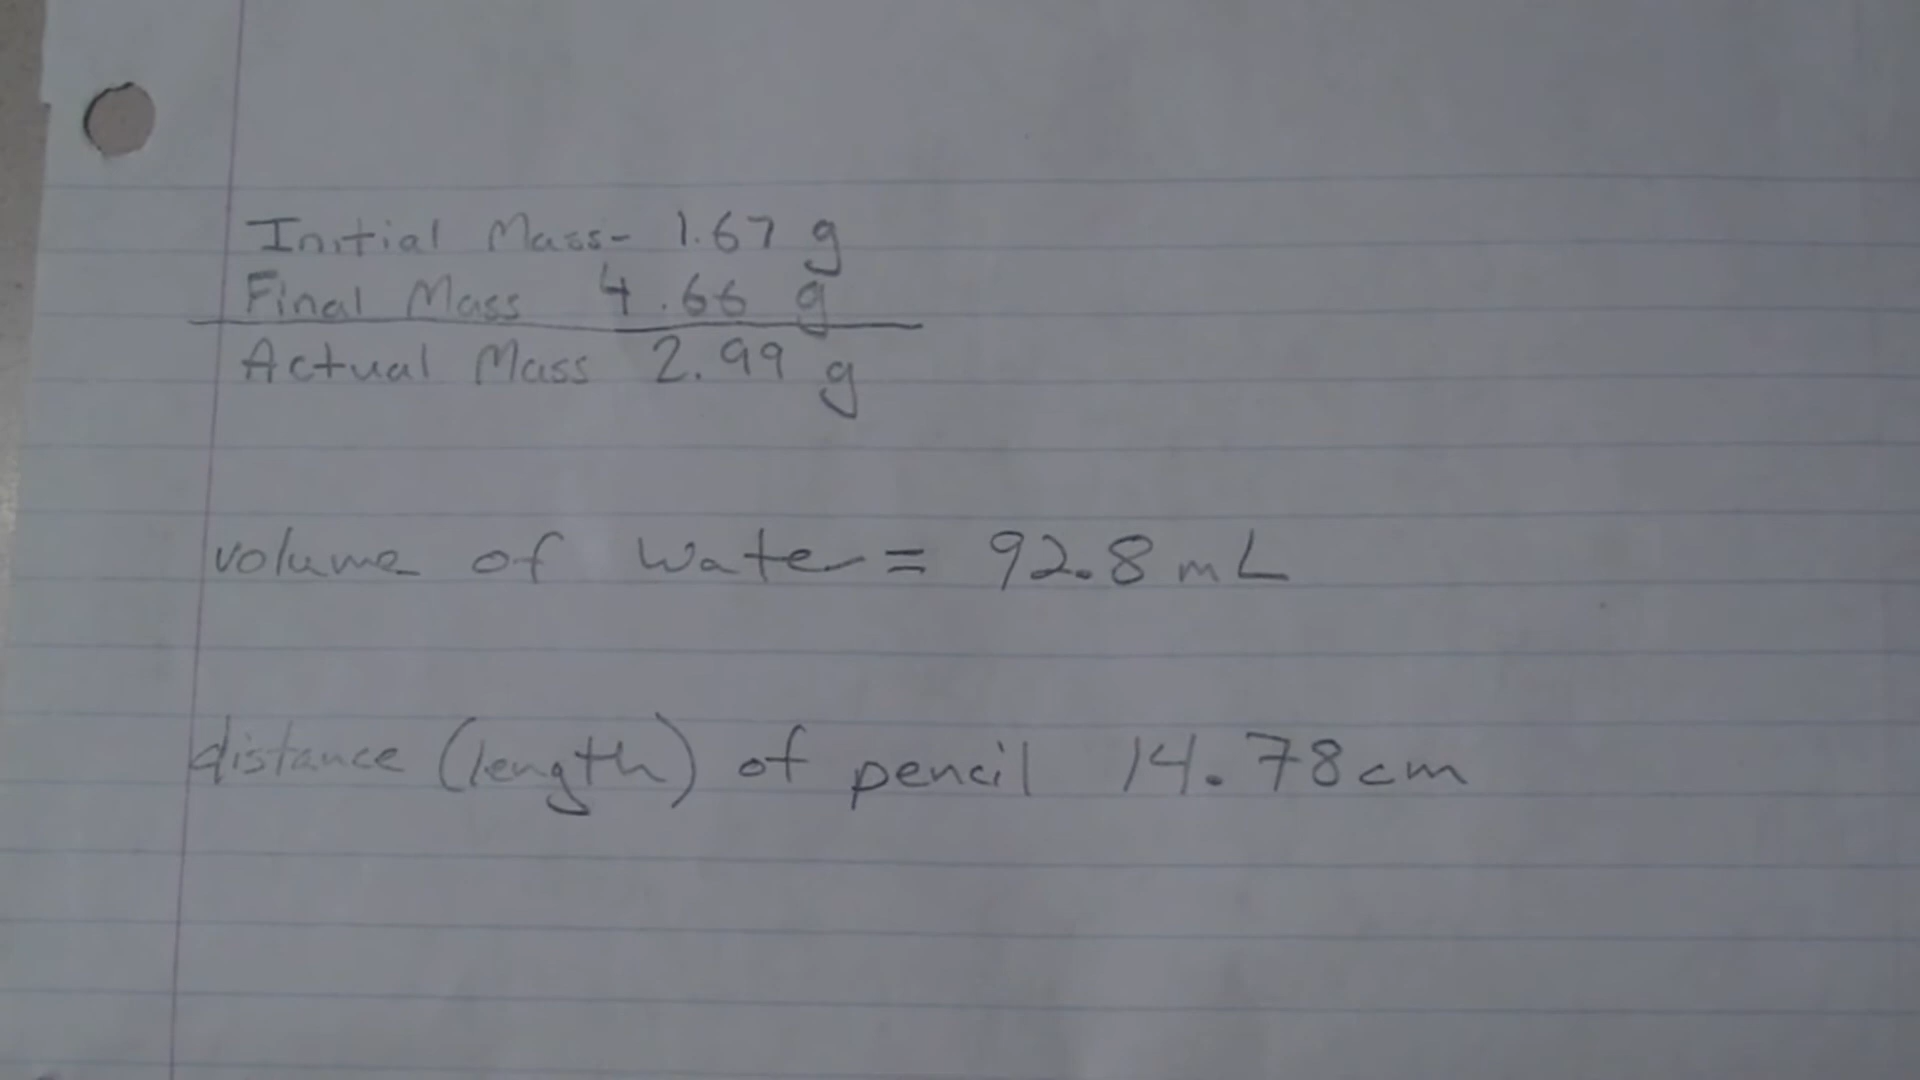 Initial Mass- 1.67 g
Final Mass 4.66 g
Actual Mass 2.99 g
volume of water = 92.8 mL
distance (length) of pencil 14.78 cm